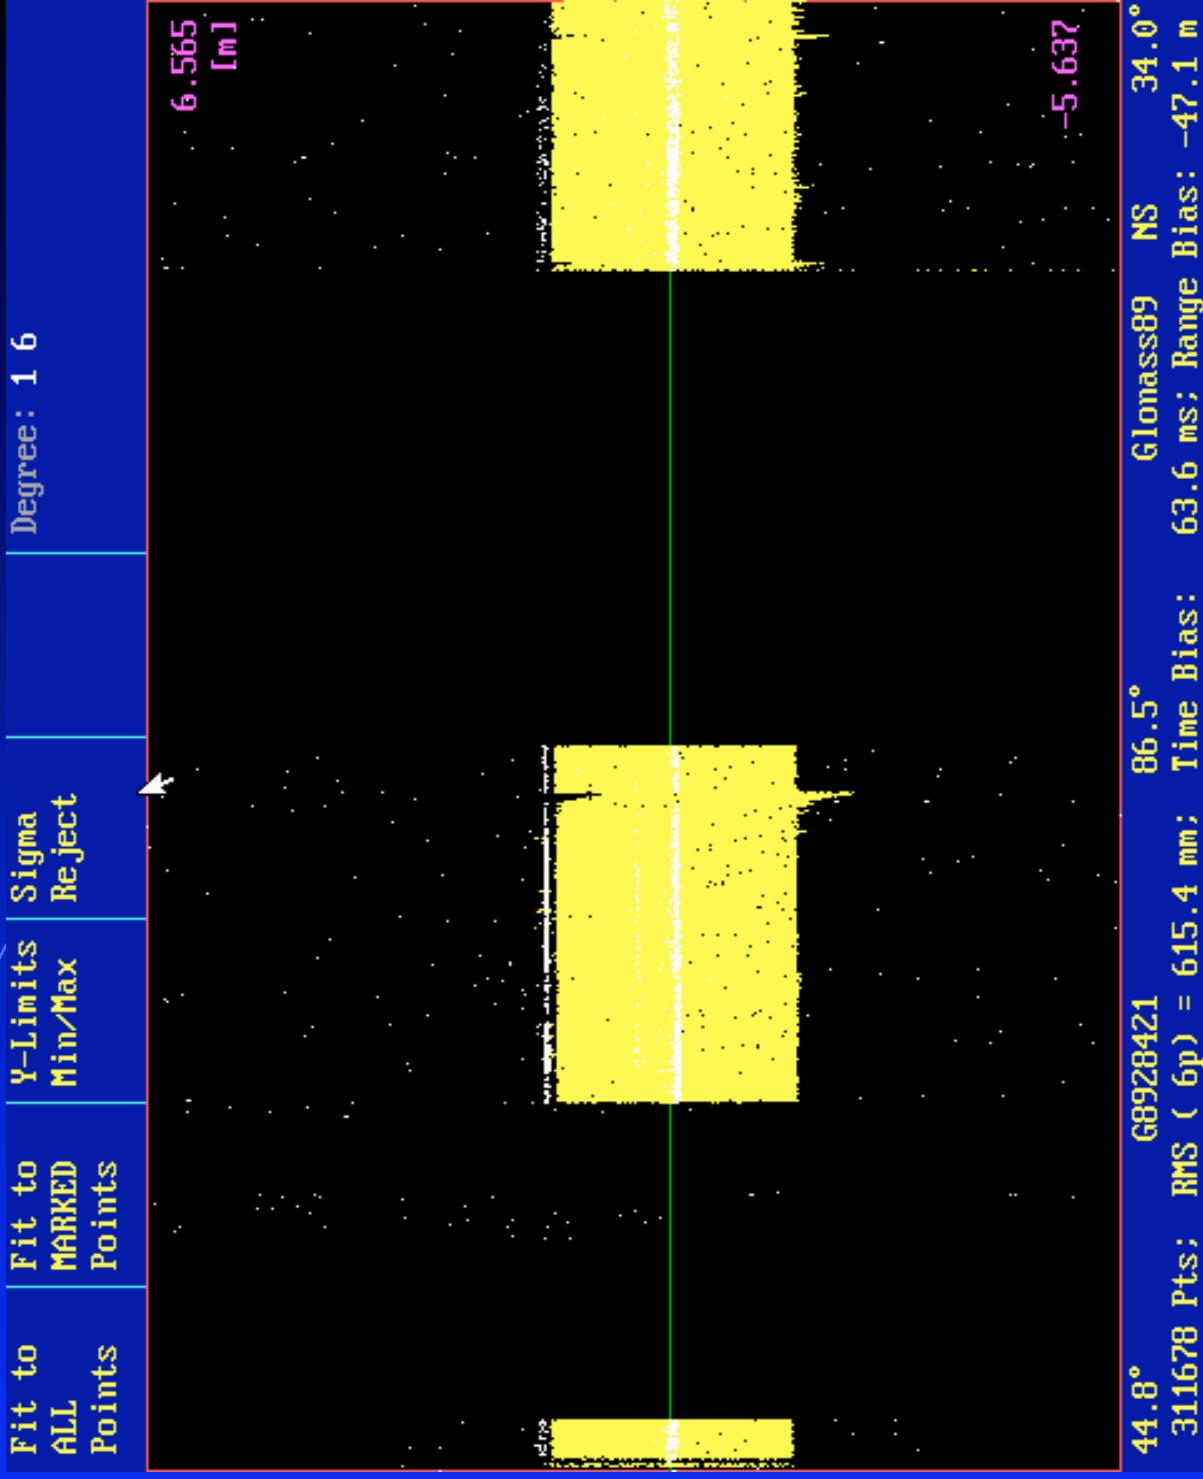 Fit to ALL Points
Fit to MARKED Points
Y-Limits Min/Max
Sigma Reject
Degree: 1 6
6.565
[m]
-5.637
44.8° G8928421 86.5° Glonass89 NS 34.0°
311678 Pts; RMS ( 6p) = 615.4 mm; Time Bias: 63.6 ms; Range Bias: -47.1 m